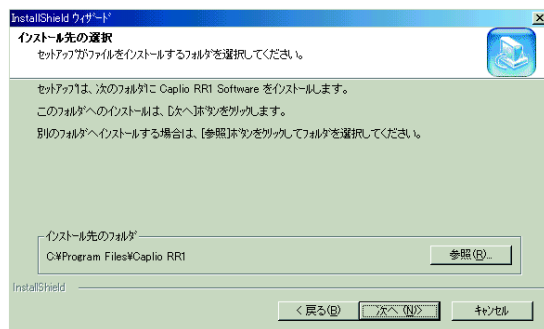 InstallShield ウィザード
インストール先の選択
セットアップがファイルをインストールするフォルダを選択してください。
セットアップは、次のフォルダに Caplio RR1 Software をインストールします。
このフォルダへのインストールは、[次へ]ボタンをクリックします。
別のフォルダへインストールする場合は、[参照]ボタンをクリックしてフォルダを選択してください。
インストール先のフォルダ
C:¥Program Files¥Caplio RR1
参照(R)...
InstallShield
< 戻る(B)
次へ (N)>
キャンセル